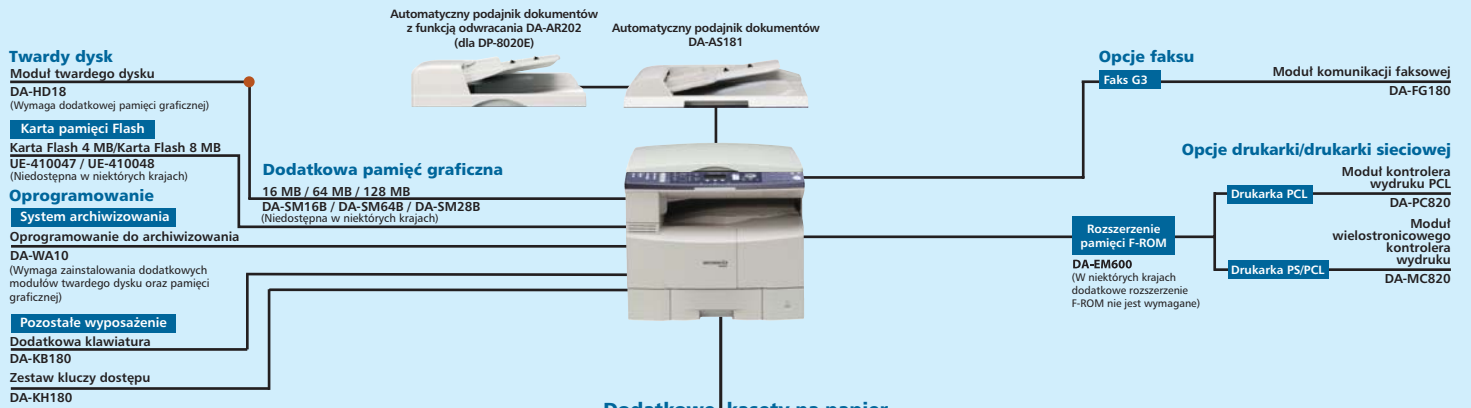 Automatyczny podajnik dokumentów
z funkcją odwracania DA-AR202
(dla DP-8020E)
Automatyczny podajnik dokumentów
DA-AS181
Twardy dysk
Moduł twardego dysku
DA-HD18
(Wymaga dodatkowej pamięci graficznej)
Karta pamięci Flash
Karta Flash 4 MB/Karta Flash 8 MB
UE-410047 / UE-410048
(Niedostępna w niektórych krajach)
Oprogramowanie
System archiwizowania
Oprogramowanie do archiwizowania
DA-WA10
(Wymaga zainstalowania dodatkowych
modułów twardego dysku oraz pamięci
graficznej)
Pozostałe wyposażenie
Dodatkowa klawiatura
DA-KB180
Zestaw kluczy dostępu
DA-KH180
Dodatkowa pamięć graficzna
16 MB / 64 MB / 128 MB
DA-SM16B / DA-SM64B / DA-SM28B
(Niedostępna w niektórych krajach)
Opcje faksu
Faks G3
Moduł komunikacji faksowej
DA-FG180
Opcje drukarki/drukarki sieciowej
Moduł kontrolera
wydruku PCL
Drukarka PCL
DA-PC820
Rozszerzenie
pamięci F-ROM
DA-EM600
(W niektórych krajach
dodatkowe rozszerzenie
F-ROM nie jest wymagane)
Moduł
wielostronicowego
kontrolera
wydruku
Drukarka PS/PCL
DA-MC820
Dodatkowe kasety na papier